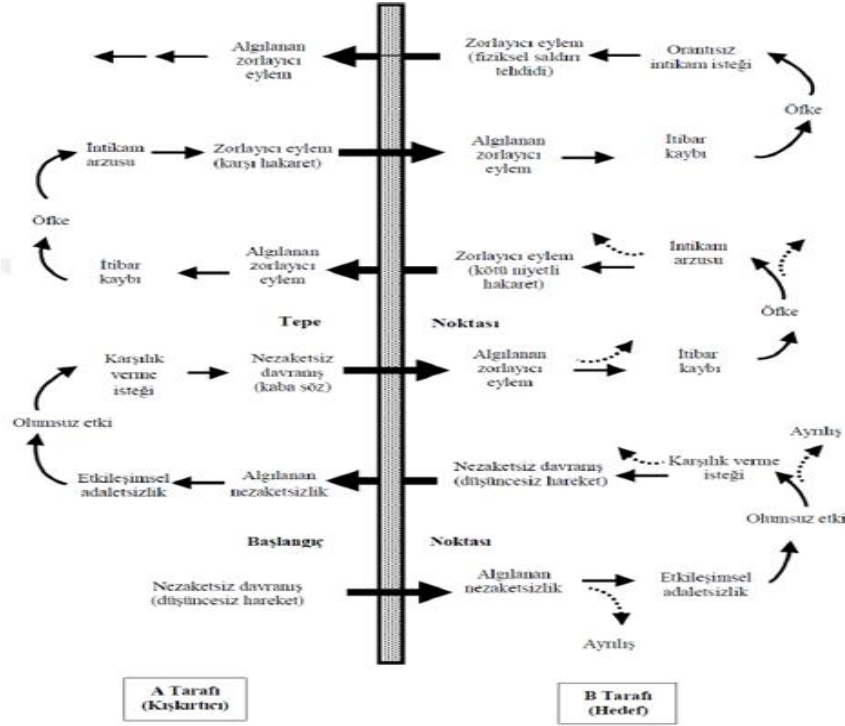 Algılanan
zorlayıcı
eylem
Zorlayıcı eylem
(fiziksel saldırı
tehdidi)
Orantısız
intikam isteği
Öfke
İntikam
arzusu
Zorlayıcı eylem
(karşı hakaret)
Algılanan
zorlayıcı
eylem
İtibar
kaybı
Öfke
İtibar
kaybı
Algılanan
zorlayıcı
eylem
Zorlayıcı eylem
(kötü niyetli
hakaret)
İntikam
arzusu
Öfke
Tepe
Noktası
Karşılık
verme
isteği
Nezaketsiz
davranış
(kaba söz)
Algılanan
zorlayıcı
eylem
İtibar
kaybı
Olumsuz etki
Ayrılış
Etkileşimsel
adaletsizlik
Algılanan
nezaketsizlik
Nezaketsiz davranış
(düşüncesiz hareket)
Karşılık verme
isteği
Olumsuz etki
Başlangıç
Noktası
Nezaketsiz davranış
(düşüncesiz hareket)
Algılanan
nezaketsizlik
Etkileşimsel
adaletsizlik
Ayrılış
A Tarafı
(Kışkırtıcı)
B Tarafı
(Hedef)